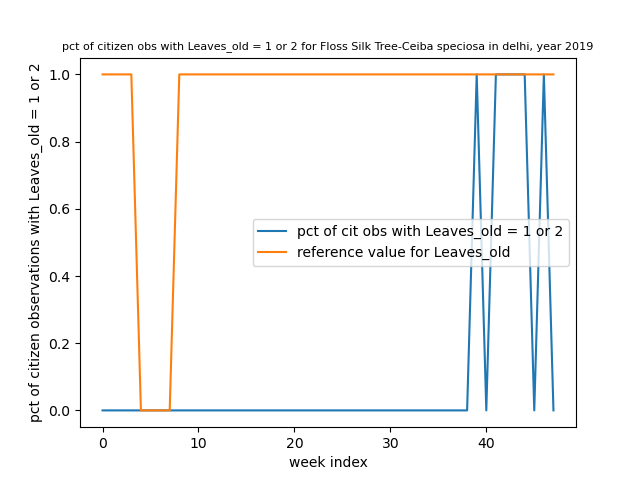 pct of citizen obs with Leaves_old = 1 or 2 for Floss Silk Tree-Ceiba speciosa in delhi, year 2019
pct of citizen observations with Leaves_old = 1 or 2
1.0
0.8
0.6
0.4
0.2
0.0
pct of cit obs with Leaves_old = 1 or 2
reference value for Leaves_old
0 10 20 30 40
week index